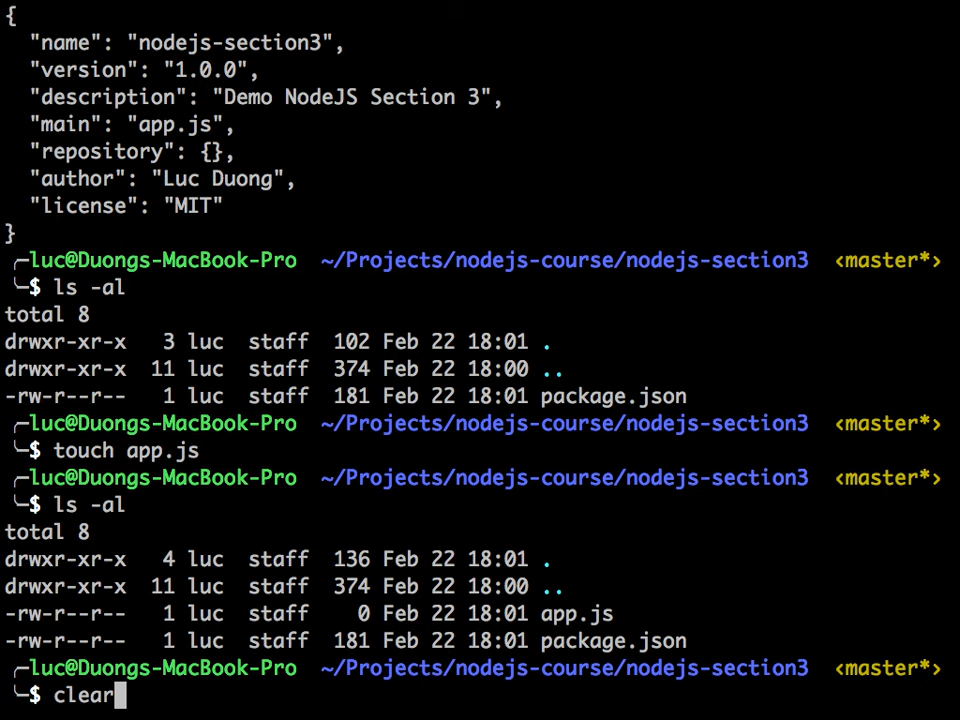 {
  "name": "nodejs-section3",
  "version": "1.0.0",
  "description": "Demo NodeJS Section 3",
  "main": "app.js",
  "repository": {},
  "author": "Luc Duong",
  "license": "MIT"
}
╭─luc@Duongs-MacBook-Pro  ~/Projects/nodejs-course/nodejs-section3  ‹master*›
╰─$ ls -al
total 8
drwxr-xr-x   3 luc  staff  102 Feb 22 18:01 .
drwxr-xr-x  11 luc  staff  374 Feb 22 18:00 ..
-rw-r--r--   1 luc  staff  181 Feb 22 18:01 package.json
╭─luc@Duongs-MacBook-Pro  ~/Projects/nodejs-course/nodejs-section3  ‹master*›
╰─$ touch app.js
╭─luc@Duongs-MacBook-Pro  ~/Projects/nodejs-course/nodejs-section3  ‹master*›
╰─$ ls -al
total 8
drwxr-xr-x   4 luc  staff  136 Feb 22 18:01 .
drwxr-xr-x  11 luc  staff  374 Feb 22 18:00 ..
-rw-r--r--   1 luc  staff    0 Feb 22 18:01 app.js
-rw-r--r--   1 luc  staff  181 Feb 22 18:01 package.json
╭─luc@Duongs-MacBook-Pro  ~/Projects/nodejs-course/nodejs-section3  ‹master*›
╰─$ clear